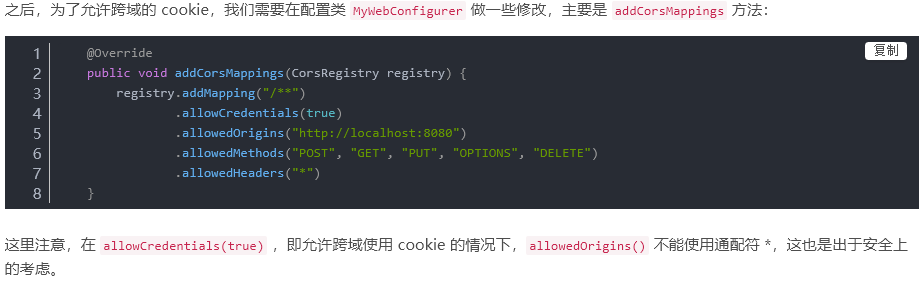 之后，为了允许跨域的 cookie，我们需要在配置类 MyWebConfigurer 做一些修改，主要是 addCorsMappings 方法：
复制
1 @Override
2 public void addCorsMappings(CorsRegistry registry) {
3 registry.addMapping("/**")
4 .allowCredentials(true)
5 .allowedOrigins("http://localhost:8080")
6 .allowedMethods("POST", "GET", "PUT", "OPTIONS", "DELETE")
7 .allowedHeaders("*")
8 }
这里注意，在 allowCredentials(true) ，即允许跨域使用 cookie 的情况下，allowedOrigins() 不能使用通配符 *，这也是出于安全上
的考虑。